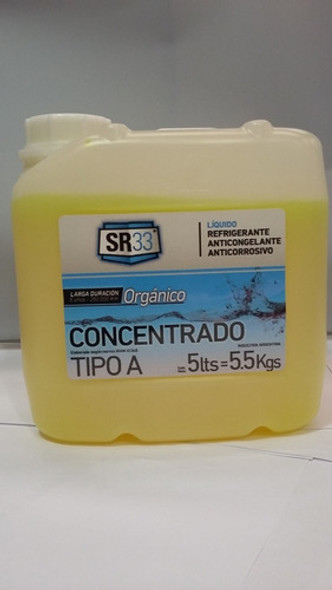 SR33
LÍQUIDO
REFRIGERANTE
ANTICONGELANTE
ANTICORROSIVO
LARGA DURACIÓN
Orgánico
CONCENTRADO
TIPO A
5lts = 5.5Kgs
INDUSTRIA ARGENTINA